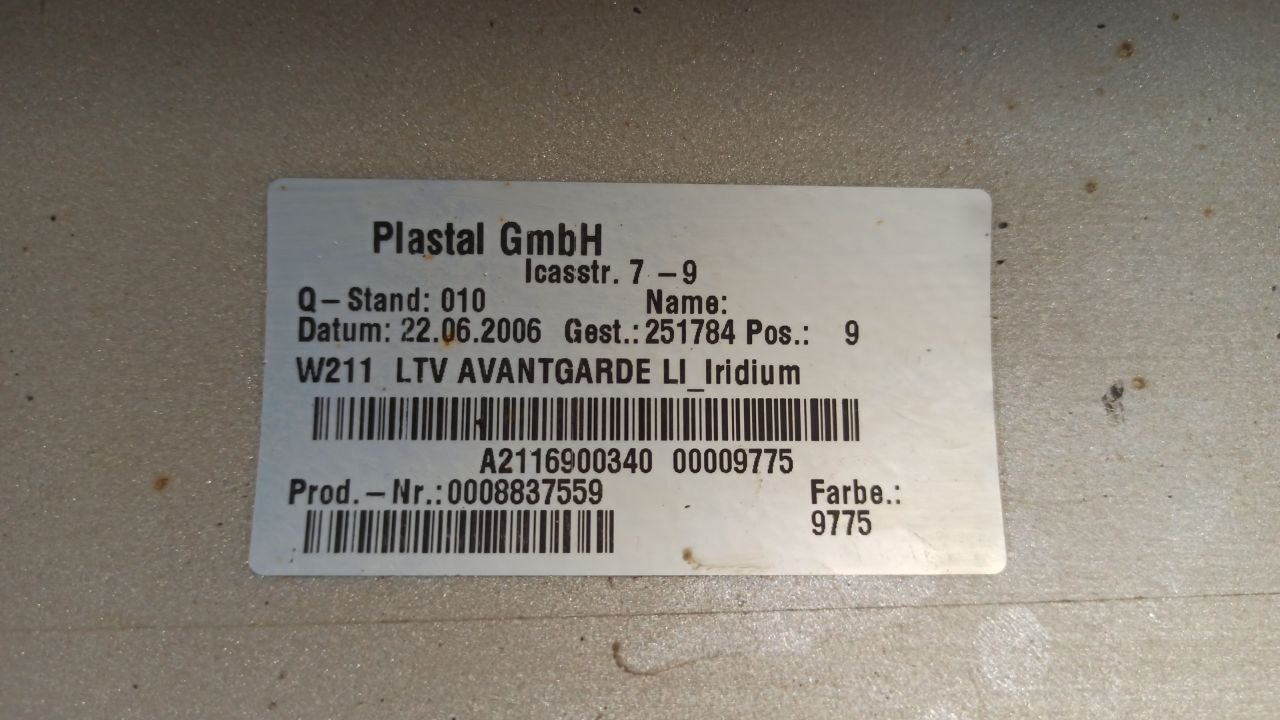 Plastal GmbH
Icasstr. 7 –9
Q–Stand: 010 Name:
Datum: 22.06.2006 Gest.: 251784 Pos.: 9
W211 LTV AVANTGARDE LI_Iridium
A2116900340 00009775
Prod.–Nr.:0008837559 Farbe.:
9775